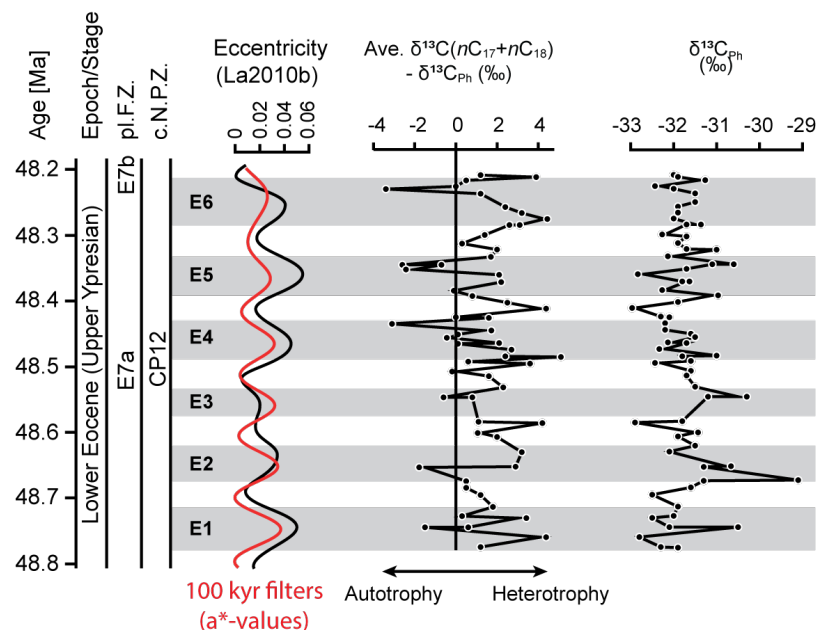 Age [Ma]
Epoch/Stage
pl.F.Z.
c.N.P.Z.
Eccentricity
(La2010b)
0 0.02 0.04 0.06
Ave. δ¹³C(nC₁₇+nC₁₈)
- δ¹³C_Ph (‰)
-4 -2 0 2 4
δ¹³C_Ph
(‰)
-33 -32 -31 -30 -29
48.2
48.3
48.4
48.5
48.6
48.7
48.8
Lower Eocene (Upper Ypresian)
E7b
E7a
CP12
E6
E5
E4
E3
E2
E1
100 kyr filters
(a*-values)
Autotrophy
Heterotrophy